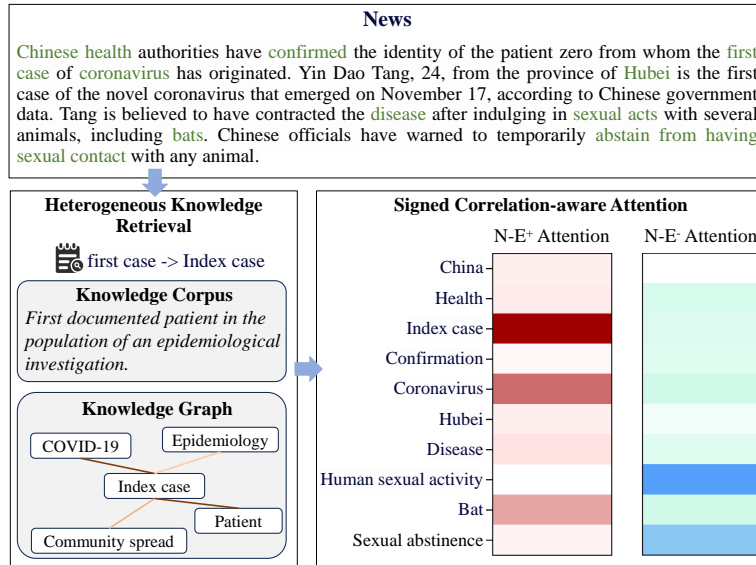 News
Chinese health authorities have confirmed the identity of the patient zero from whom the first
case of coronavirus has originated. Yin Dao Tang, 24, from the province of Hubei is the first
case of the novel coronavirus that emerged on November 17, according to Chinese government
data. Tang is believed to have contracted the disease after indulging in sexual acts with several
animals, including bats. Chinese officials have warned to temporarily abstain from having
sexual contact with any animal.
Heterogeneous Knowledge
Retrieval
first case -> Index case
Knowledge Corpus
First documented patient in the
population of an epidemiological
investigation.
Knowledge Graph
COVID-19
Epidemiology
Index case
Patient
Community spread
Signed Correlation-aware Attention
N-E⁺ Attention
N-E⁻ Attention
China
Health
Index case
Confirmation
Coronavirus
Hubei
Disease
Human sexual activity
Bat
Sexual abstinence